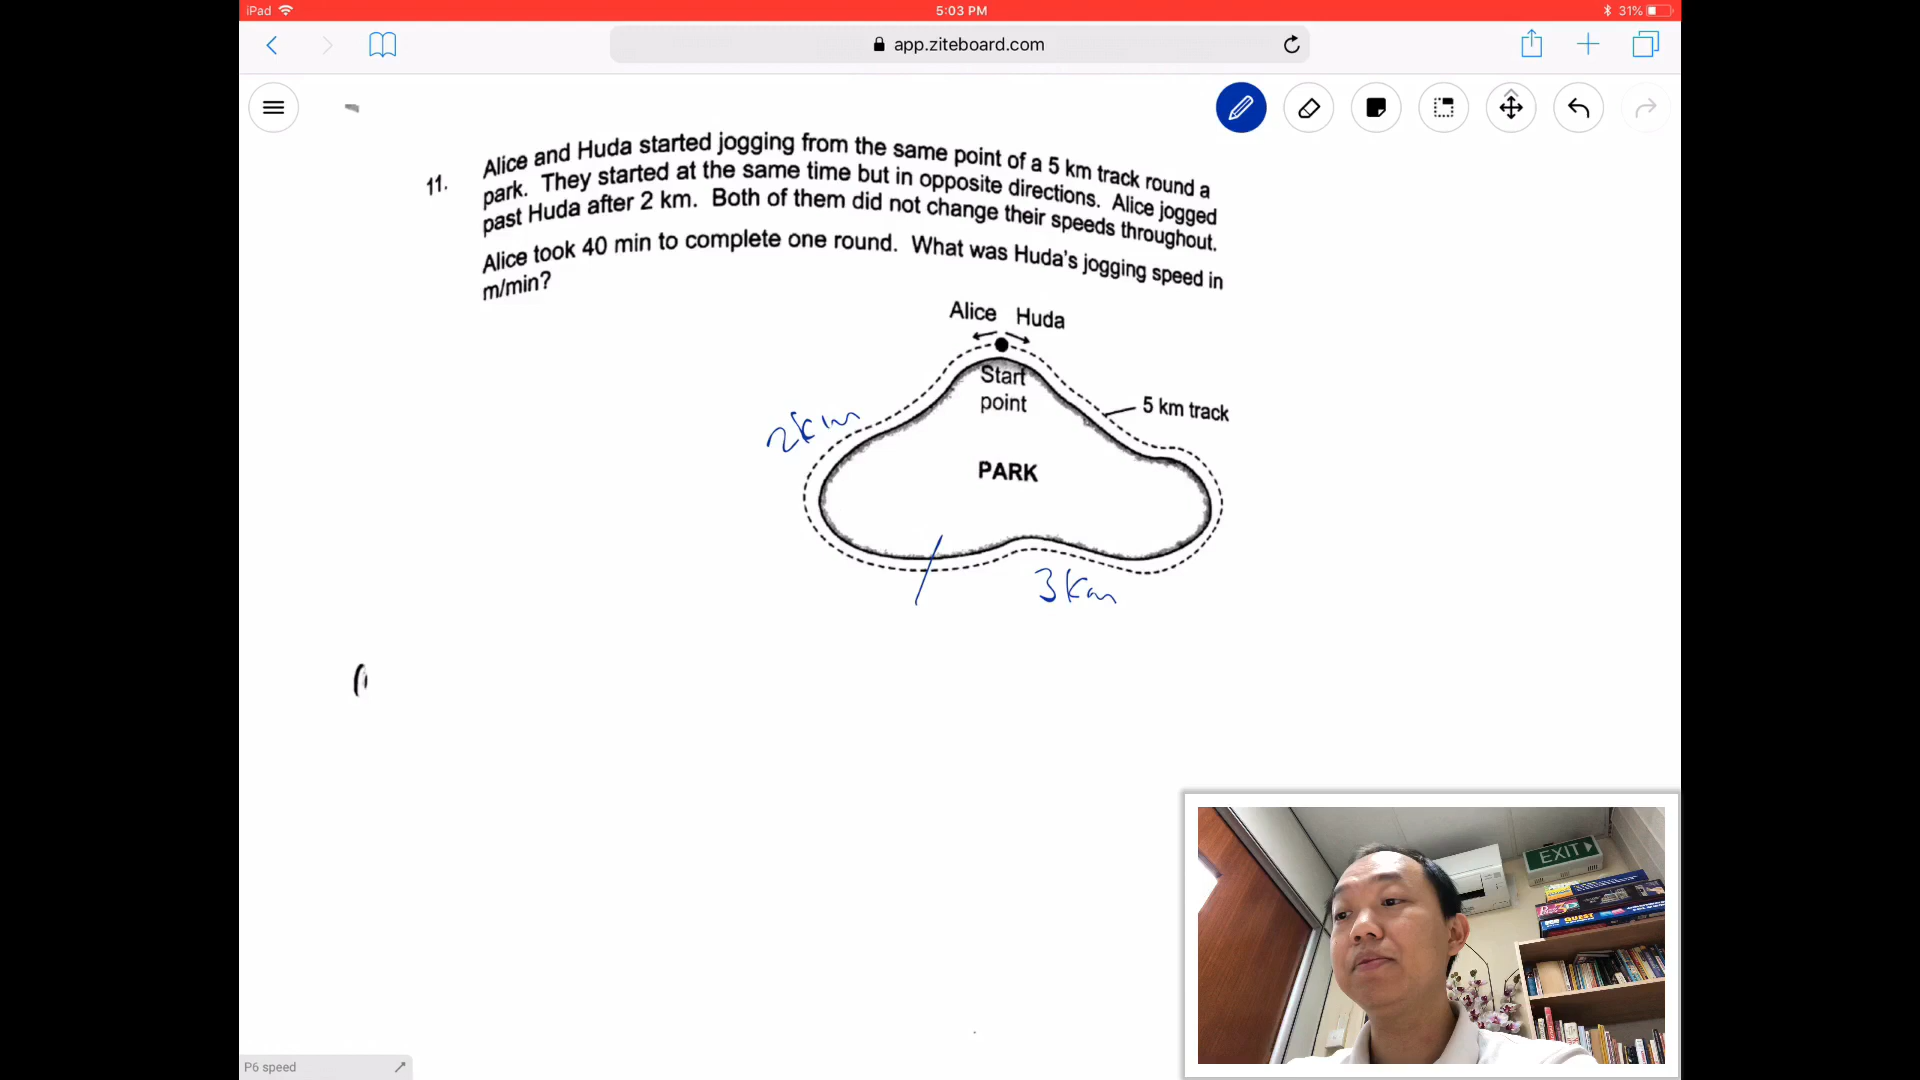 iPad
5:03 PM
31%
app.ziteboard.com
11.
Alice and Huda started jogging from the same point of a 5 km track round a
park. They started at the same time but in opposite directions. Alice jogged
past Huda after 2 km. Both of them did not change their speeds throughout.
Alice took 40 min to complete one round. What was Huda's jogging speed in
m/min?
Alice Huda
Start
point
5 km track
2km
PARK
3km
EXIT
QUEST
P6 speed